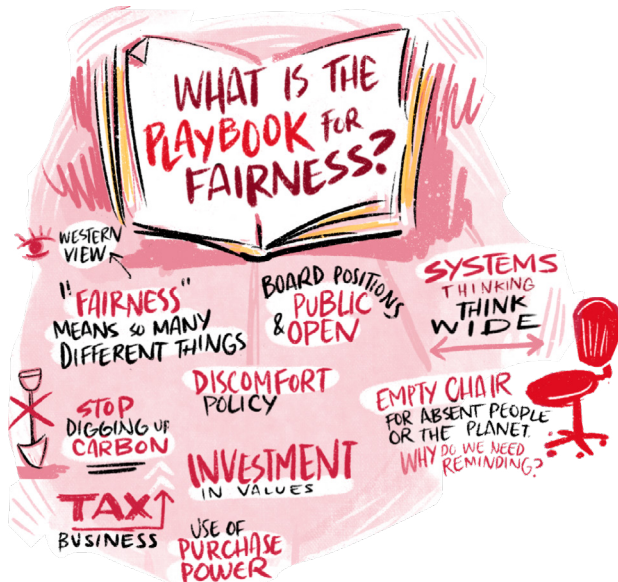 WHAT IS THE
PLAYBOOK FOR
FAIRNESS?
WESTERN
VIEW
"FAIRNESS"
MEANS SO MANY
DIFFERENT THINGS
BOARD POSITIONS
PUBLIC
& OPEN
SYSTEMS
THINKING
THINK
WIDE
DISCOMFORT
POLICY
EMPTY CHAIR
FOR ABSENT PEOPLE
OR THE PLANET.
WHY DO WE NEED
REMINDING?
STOP
DIGGING UP
CARBON
INVESTMENT
IN VALUES
TAX
BUSINESS
USE OF
PURCHASE
POWER